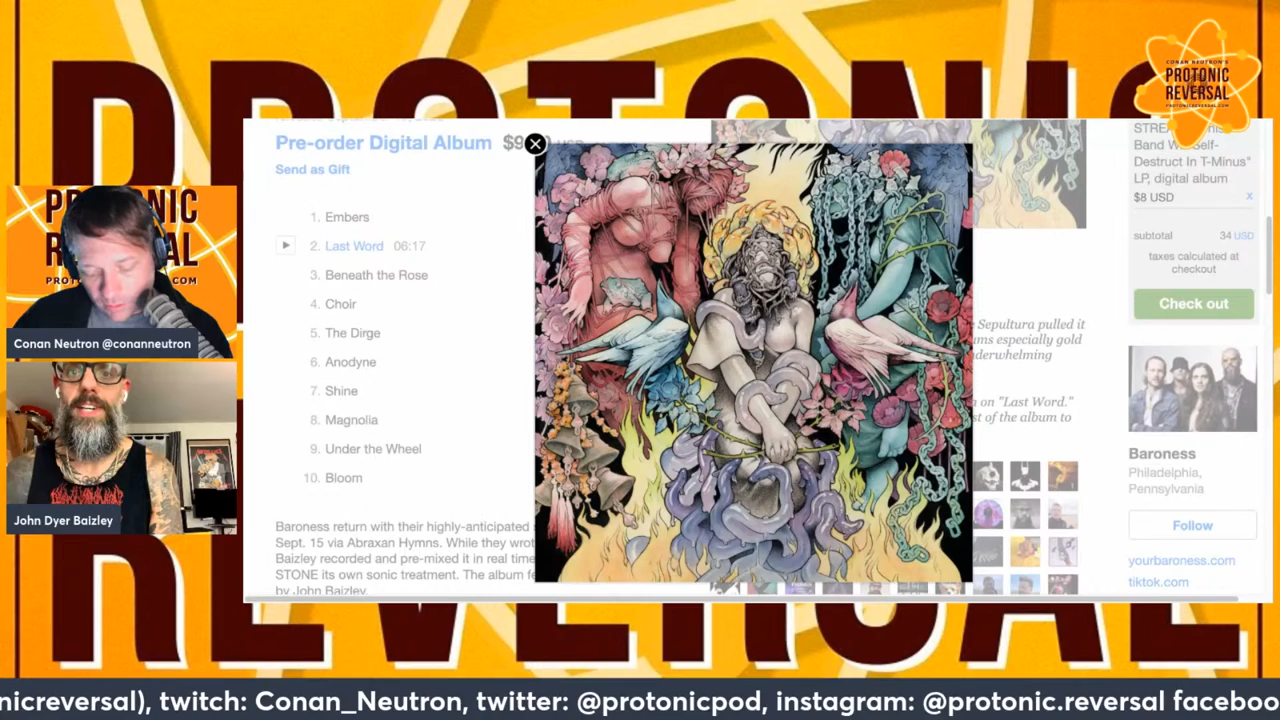 PROTONIC
REVERSAL
CONAN NEUTRON'S
PROTONIC
REVERSAL
PROTONICREVERSAL.COM
Pre-order Digital Album
Send as Gift
1. Embers
2. Last Word 06:17
3. Beneath the Rose
4. Choir
5. The Dirge
6. Anodyne
7. Shine
8. Magnolia
9. Under the Wheel
10. Bloom
Baroness return with their highly-anticipated
Sept. 15 via Abraxan Hymns. While they wrot
Baizley recorded and pre-mixed it in real time
STONE its own sonic treatment. The album fe
by John Baizley.
Sepultura pulled it
ms especially gold
derwhelming
on "Last Word."
st of the album to
Band W Self-
Destruct In T-Minus"
LP, digital album
$8 USD X
subtotal 34 USD
taxes calculated at
checkout
Check out
Baroness
Philadelphia,
Pennsylvania
Follow
yourbaroness.com
tiktok.com
Conan Neutron @conanneutron
John Dyer Baizley
nicreversal), twitch: Conan_Neutron, twitter: @protonicpod, instagram: @protonic.reversal faceboo